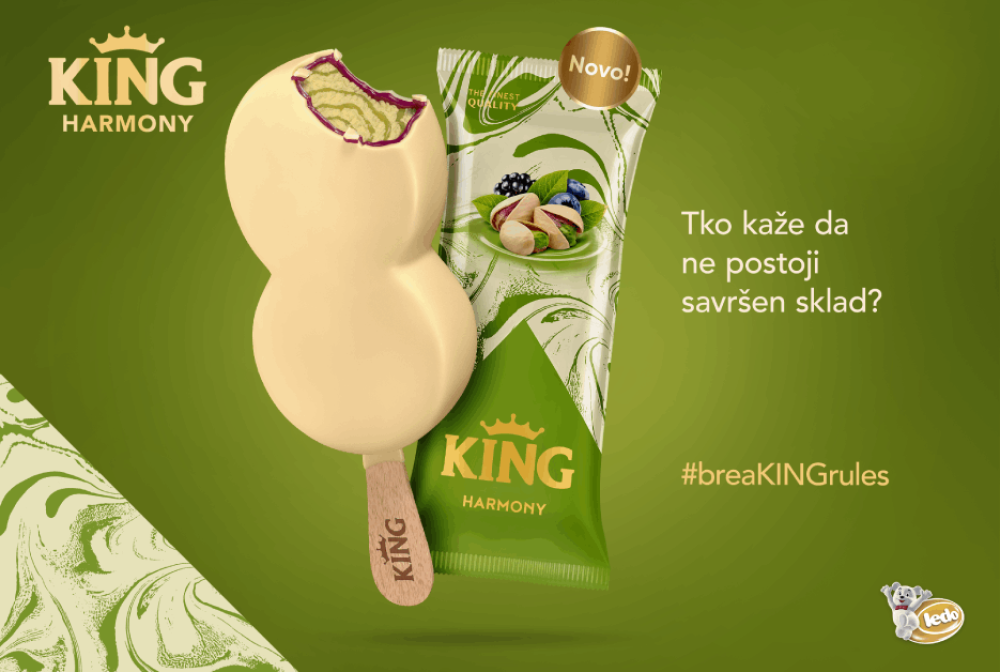 KING
HARMONY
Novo!
THE FINEST
QUALITY
Tko kaže da
ne postoji
savršen sklad?
KING
HARMONY
#breaKINGrules
KING
ledo